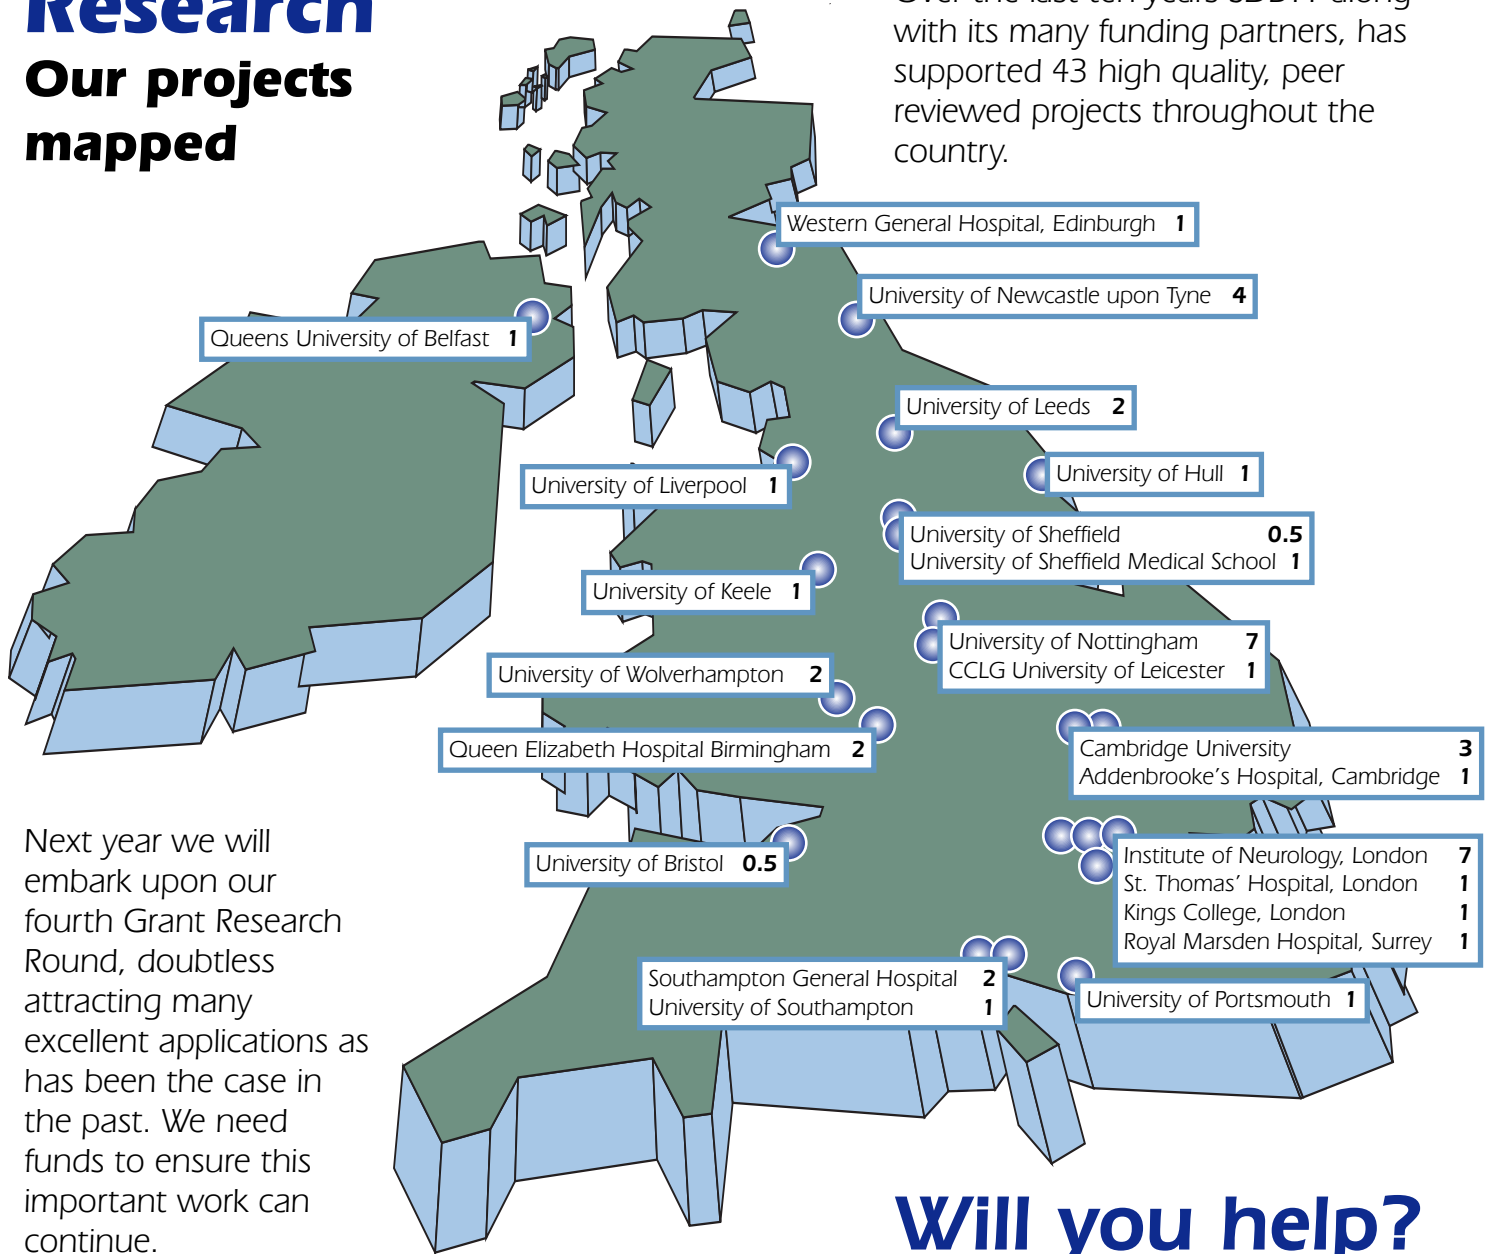 Research
Our projects
mapped
with its many funding partners, has
supported 43 high quality, peer
reviewed projects throughout the
country.
Western General Hospital, Edinburgh 1
University of Newcastle upon Tyne 4
Queens University of Belfast 1
University of Leeds 2
University of Liverpool 1
University of Hull 1
University of Sheffield 0.5
University of Sheffield Medical School 1
University of Keele 1
University of Nottingham 7
CCLG University of Leicester 1
University of Wolverhampton 2
Queen Elizabeth Hospital Birmingham 2
Cambridge University 3
Addenbrooke's Hospital, Cambridge 1
University of Bristol 0.5
Institute of Neurology, London 7
St. Thomas' Hospital, London 1
Kings College, London 1
Royal Marsden Hospital, Surrey 1
Southampton General Hospital 2
University of Southampton 1
University of Portsmouth 1
Next year we will
embark upon our
fourth Grant Research
Round, doubtless
attracting many
excellent applications as
has been the case in
the past. We need
funds to ensure this
important work can
continue.
Will you help?